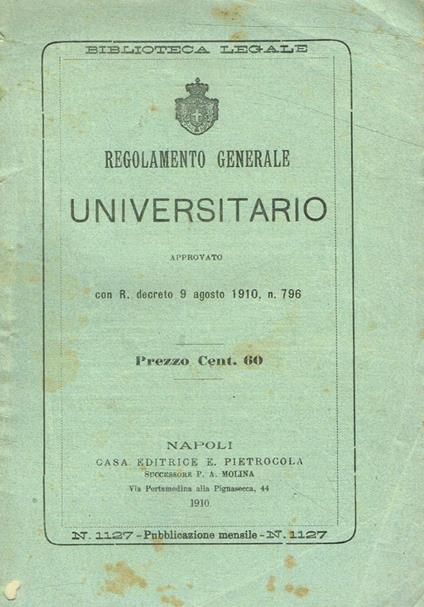 BIBLIOTECA LEGALE
REGOLAMENTO GENERALE
UNIVERSITARIO
APPROVATO
con R. decreto 9 agosto 1910, n. 796
Prezzo Cent. 60
NAPOLI
CASA EDITRICE E. PIETROCOLA
SUCCESSORE P. A. MOLINA
Via Portamedina alla Pignasecca, 44
1910
N. 1127 - Pubblicazione mensile - N. 1127